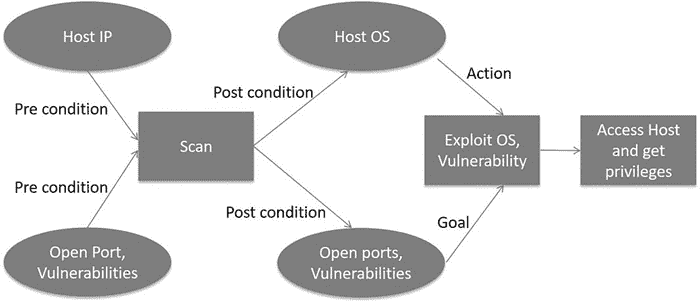 Host IP
Host OS
Pre condition
Post condition
Action
Scan
Exploit OS,
Vulnerability
Access Host
and get
privileges
Pre condition
Post condition
Goal
Open Port,
Vulnerabilities
Open ports,
Vulnerabilities